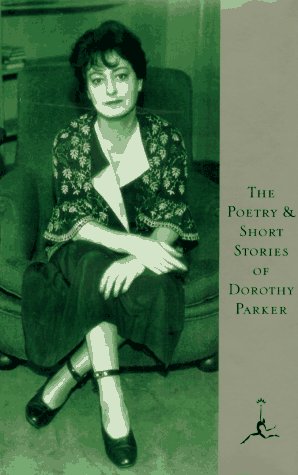 THE
POETRY &
SHORT
STORIES
OF
DOROTHY
PARKER